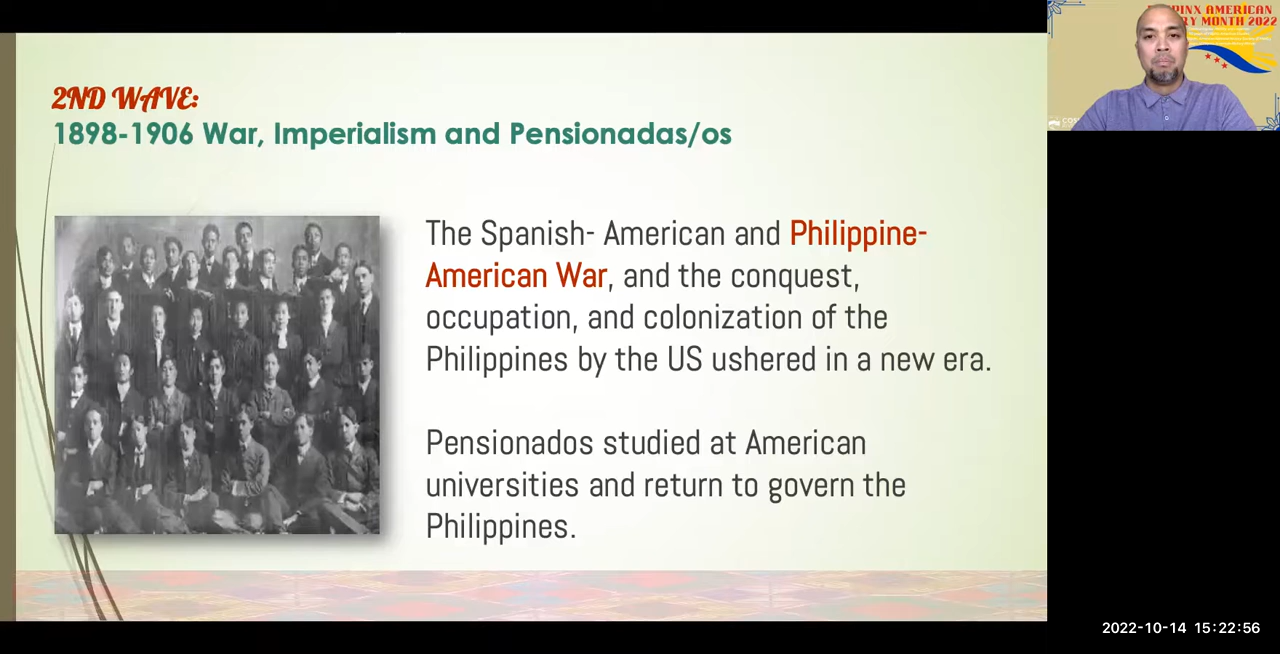 2ND WAVE:
1898-1906 War, Imperialism and Pensionadas/os
The Spanish- American and Philippine-
American War, and the conquest,
occupation, and colonization of the
Philippines by the US ushered in a new era.
Pensionados studied at American
universities and return to govern the
Philippines.
PINX AMERICAN
RY MONTH 2022
2022-10-14 15:22:56